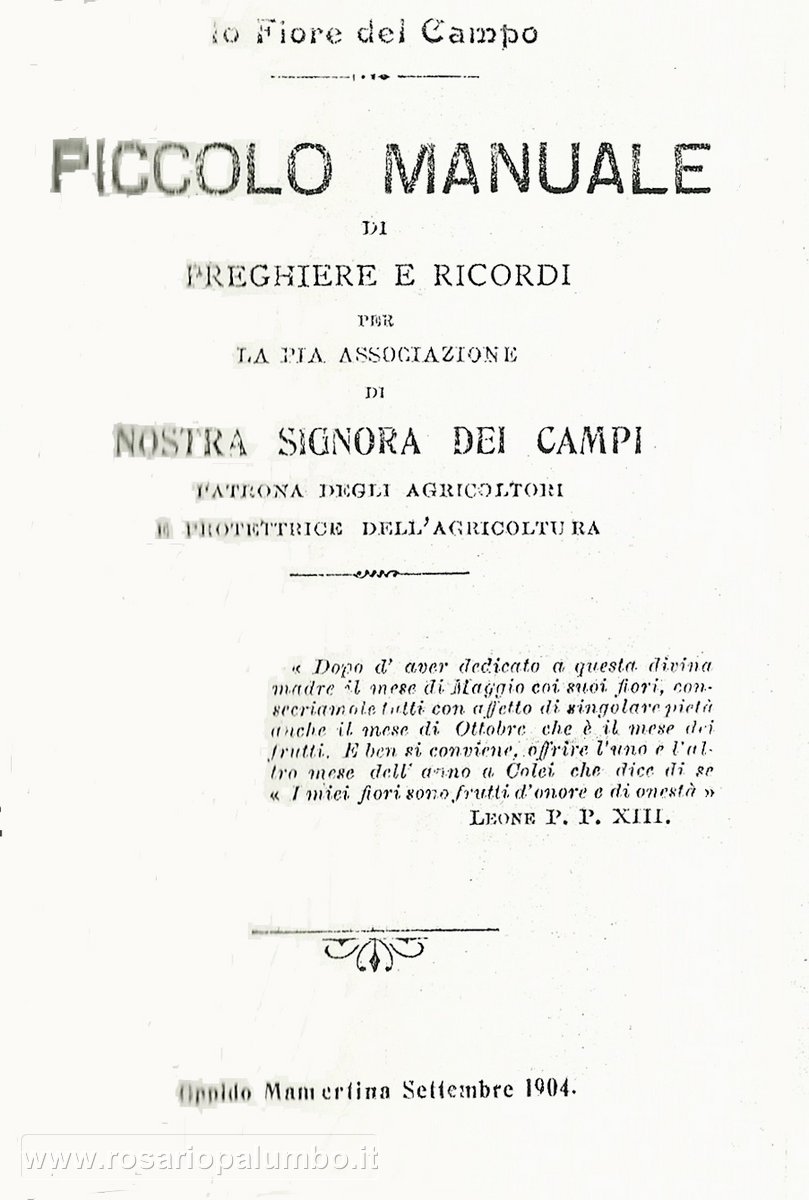 Io Fiore del Campo
PICCOLO MANUALE
DI
PREGHIERE E RICORDI
PER
LA PIA ASSOCIAZIONE
DI
NOSTRA SIGNORA DEI CAMPI
PATRONA DEGLI AGRICOLTORI
E PROTETTRICE DELL'AGRICOLTURA
« Dopo d' aver dedicato a questa divina
madre il mese di Maggio coi suoi fiori, con-
secriamole tutti con affetto di singolare pietà
anche il mese di Ottobre che è il mese dei
frutti. E ben si conviene, offrire l'uno e l'al-
tro mese dell' anno a Colei che dice di se
« I miei fiori sono frutti d'onore e di onestà »
LEONE P. P. XIII.
Oppido Mamertina Settembre 1904.
www.rosariopalumbo.it